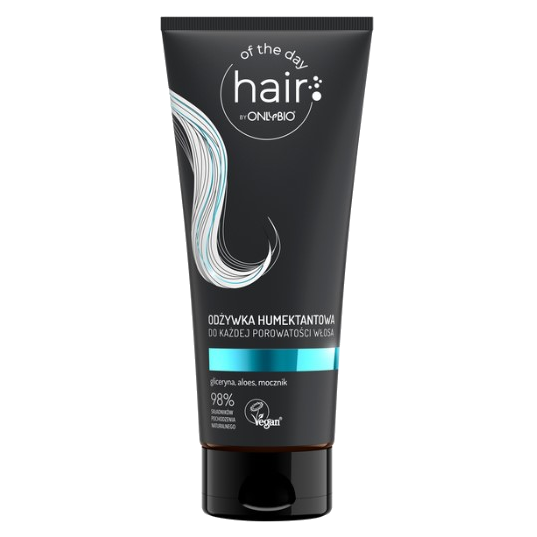 of the day
hair
BY ONLYBIO
ODŻYWKA HUMEKTANTOWA
DO KAŻDEJ POROWATOŚCI WŁOSA
gliceryna, aloes, mocznik
98%
SKŁADNIKÓW
POCHODZENIA
NATURALNEGO
Vegan